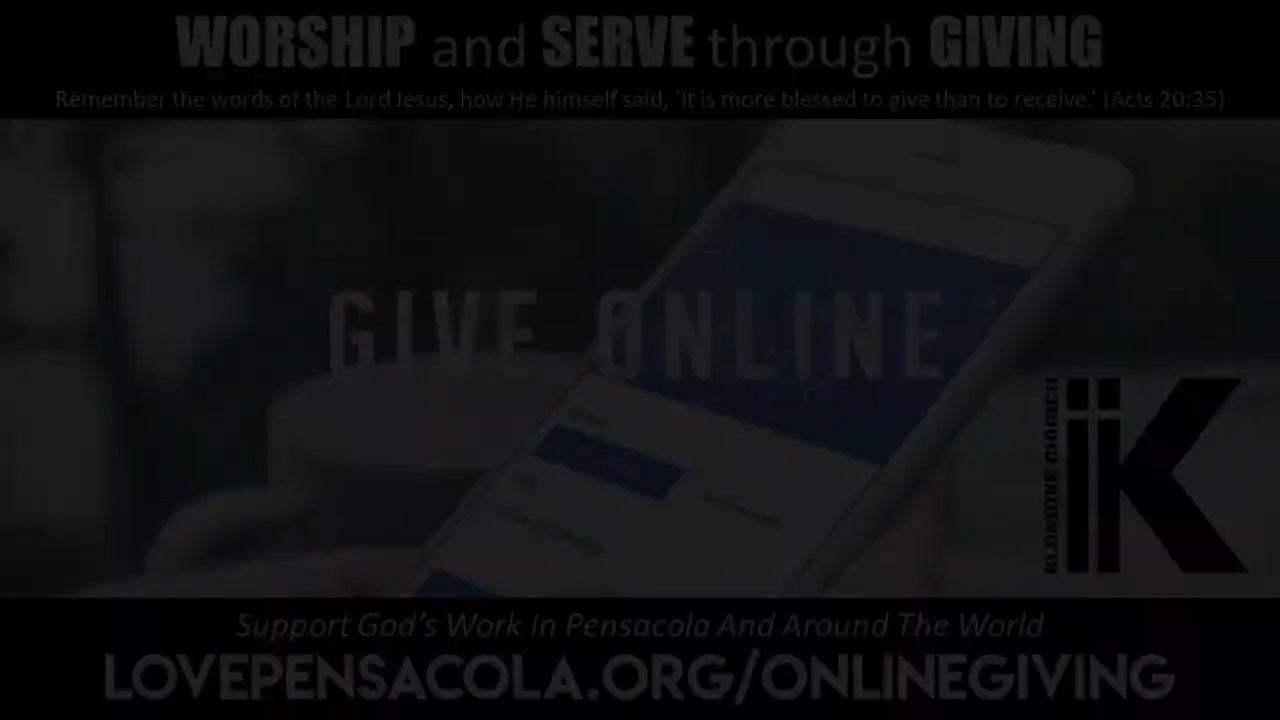 WORSHIP and SERVE through GIVING
Remember the words of the Lord Jesus, how He himself said, 'It is more blessed to give than to receive.' (Acts 20:35)
GIVE ONLINE
KLONDIKE CHURCH
K
Support God's Work In Pensacola And Around The World
LOVEPENSACOLA.ORG/ONLINEGIVING